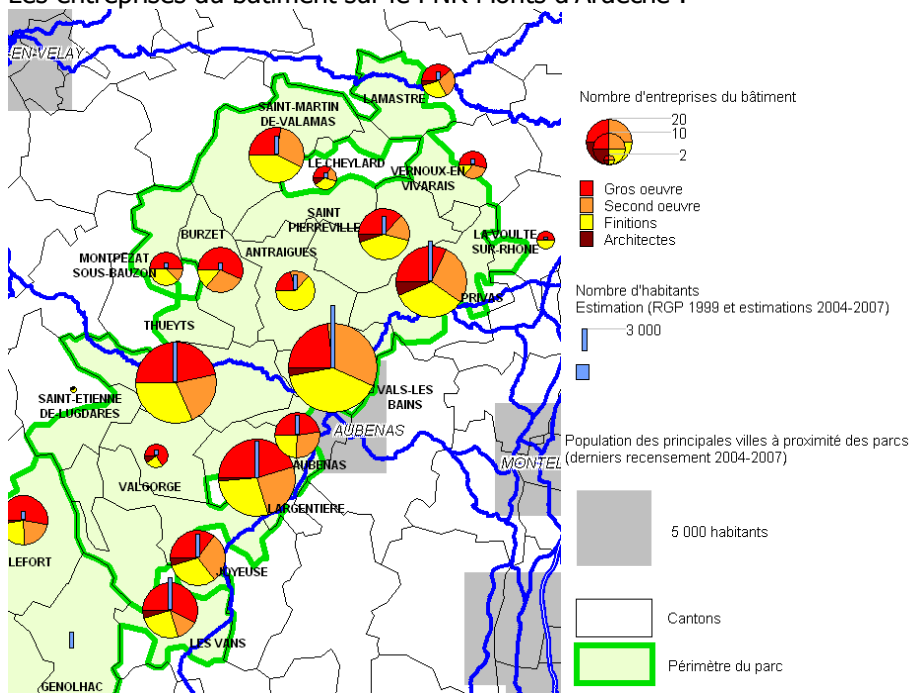 Les entreprises du bâtiment sur le PNR Monts d'Ardèche :
-EN-VELAY
LAMASTRE
SAINT-MARTIN
DE-VALAMAS
LE CHEYLARD
VERNOUX-EN
VIVARAIS
SAINT
PIERREVILLE
BURZET
ANTRAIGUES
LA VOULTE
SUR-RHONE
MONTPEZAT
SOUS-BAUZON
PRIVAS
THUEYTS
SAINT-ETIENNE
DE-LUGDARES
VALS-LES
BAINS
AUBENAS
AUBENAS
MONTEL
VALGORGE
LARGENTIERE
LEFORT
JOYEUSE
LES VANS
GENOLHAC
Nombre d'entreprises du bâtiment
20
10
2
Gros oeuvre
Second oeuvre
Finitions
Architectes
Nombre d'habitants
Estimation (RGP 1999 et estimations 2004-2007)
3 000
Population des principales villes à proximité des parcs
(derniers recensement 2004-2007)
5 000 habitants
Cantons
Périmètre du parc